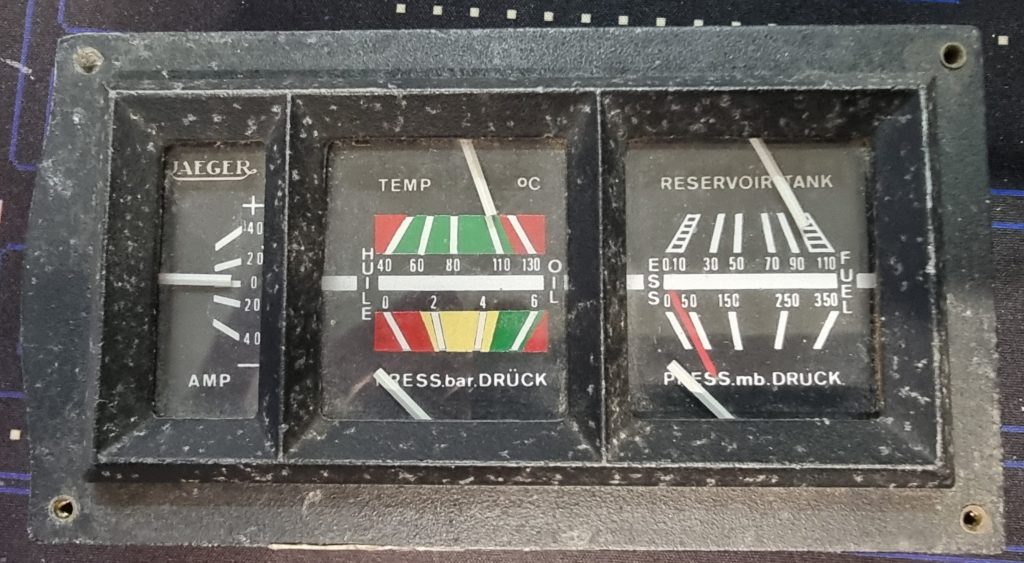 JAEGER
+
40
20
0
20
40
—
AMP
TEMP °C
40 60 80 110 130
HUILE
OIL
0 2 4 6
PRESS.bar.DRÜCK
RESERVOIR TANK
0 10 30 50 70 90 110
ESS
FUEL
0 50 150 250 350
PRESS.mb.DRUCK